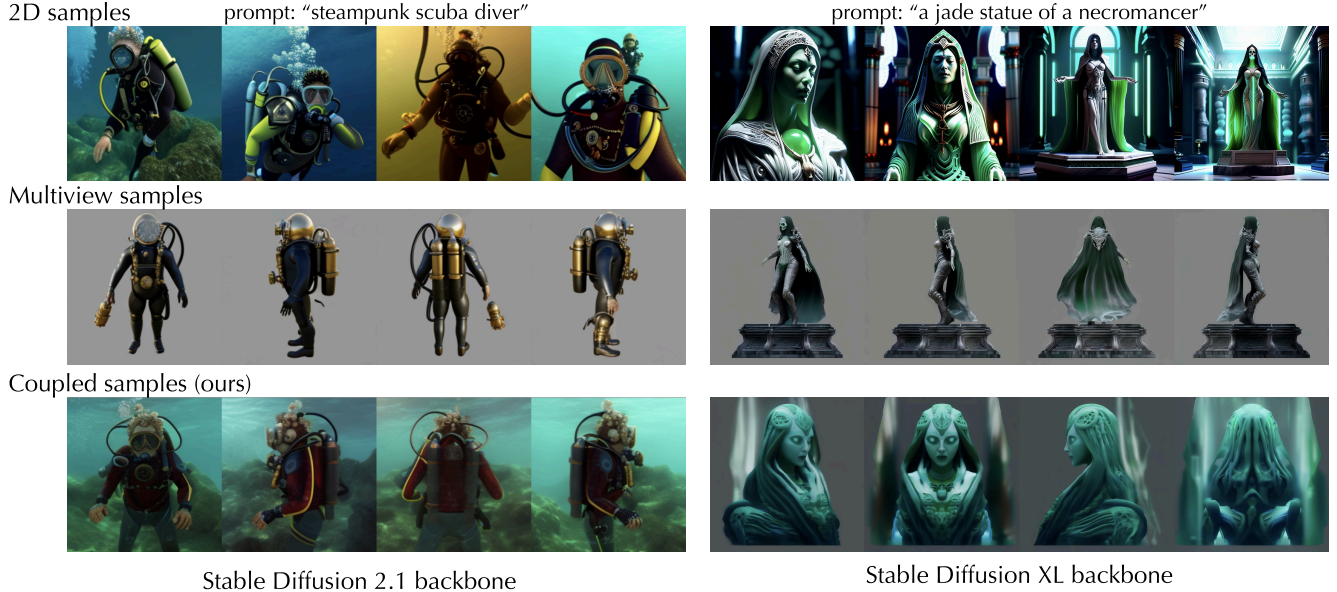 2D samples
prompt: “steampunk scuba diver”
prompt: “a jade statue of a necromancer”
Multiview samples
Coupled samples (ours)
Stable Diffusion 2.1 backbone
Stable Diffusion XL backbone